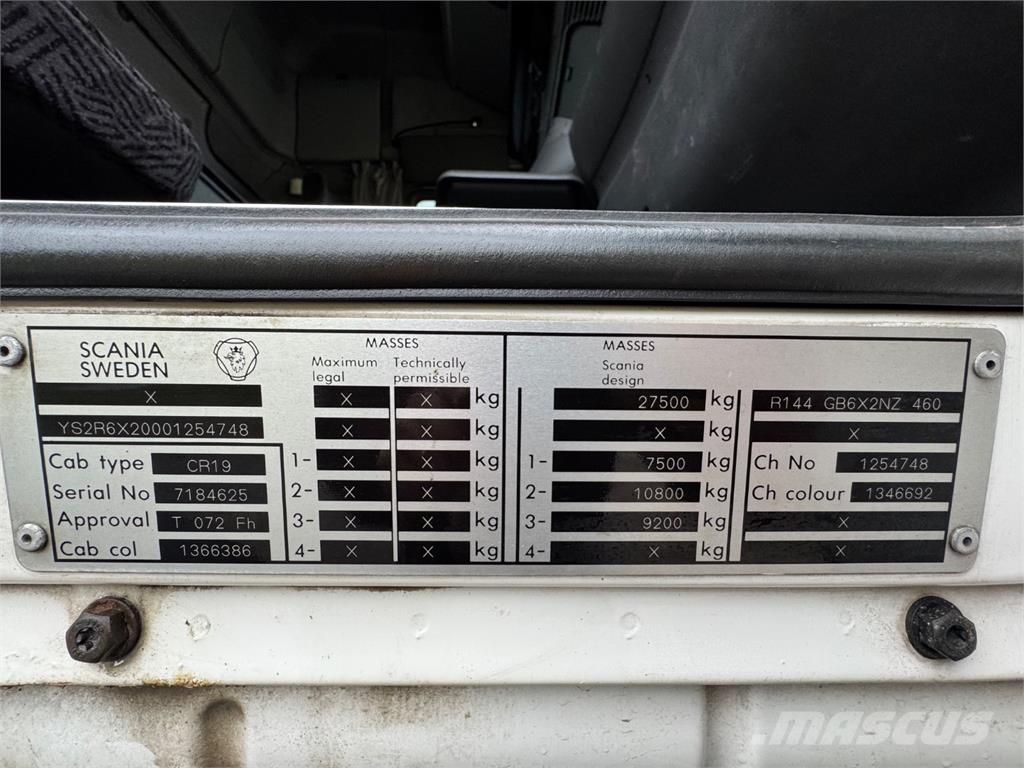 SCANIA
SWEDEN
X
YS2R6X20001254748
Cab type CR19
Serial No 7184625
Approval T 072 Fh
Cab col 1366386
MASSES
Maximum legal Technically permissible
X X kg
X X kg
1- X X kg
2- X X kg
3- X X kg
4- X X kg
MASSES
Scania
design
27500 kg
X kg
1- 7500 kg
2- 10800 kg
3- 9200 kg
4- X kg
R144 GB6X2NZ 460
X
Ch No 1254748
Ch colour 1346692
X
X
MASCUS